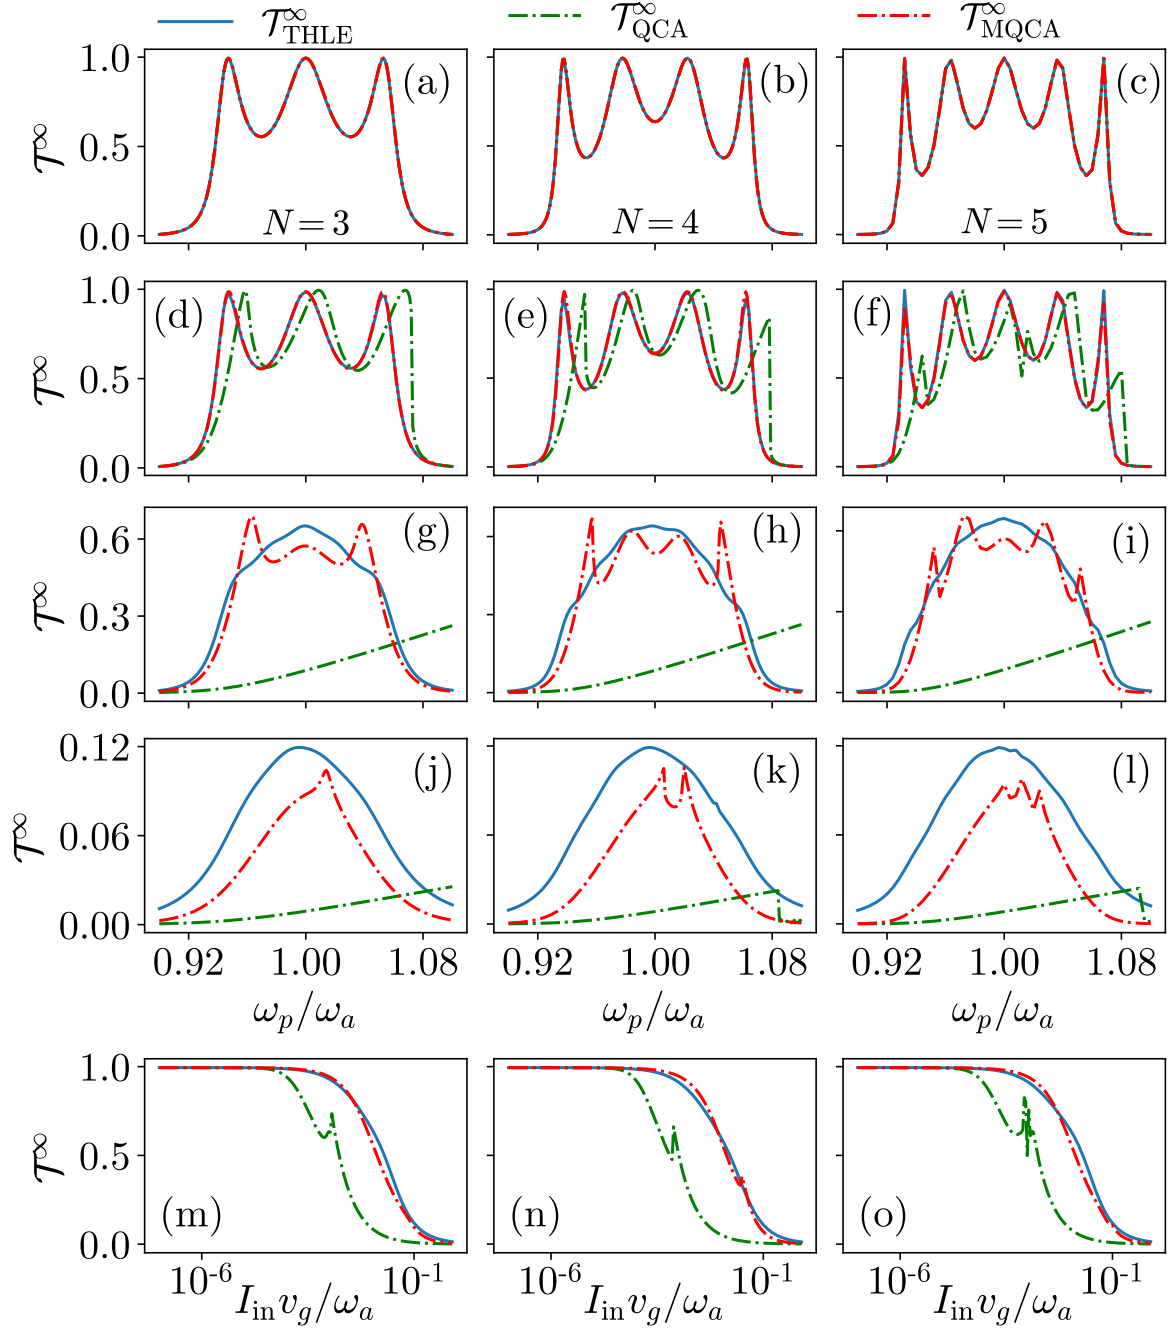 𝒯^∞_THLE 𝒯^∞_QCA 𝒯^∞_MQCA
1.0 (a) (b) (c)
𝒯^∞ 0.5
0.0 N = 3 N = 4 N = 5
1.0 (d) (e) (f)
𝒯^∞ 0.5
0.0
0.6 (g) (h) (i)
𝒯^∞ 0.3
0.0
0.12 (j) (k) (l)
𝒯^∞ 0.06
0.00
0.92 1.00 1.08 0.92 1.00 1.08 0.92 1.00 1.08
ω_p/ω_a ω_p/ω_a ω_p/ω_a
1.0
𝒯^∞ 0.5
0.0 (m) (n) (o)
10^-6 10^-1 10^-6 10^-1 10^-6 10^-1
I_in v_g/ω_a I_in v_g/ω_a I_in v_g/ω_a